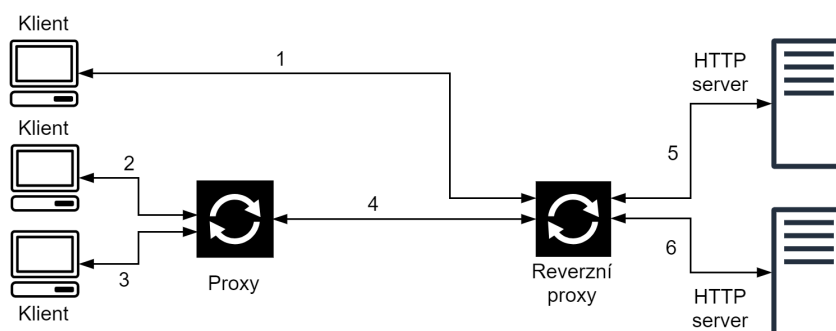 Klient
1
HTTP
server
Klient
2
5
4
6
3
Proxy
Reverzní
proxy
HTTP
server
Klient